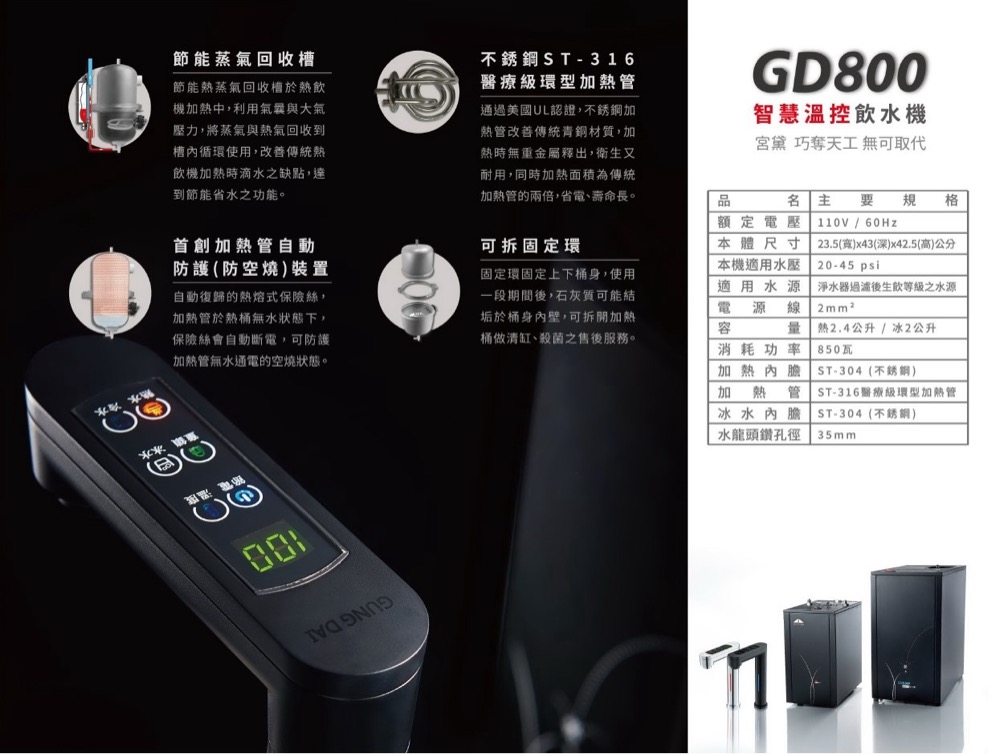 節能蒸氣回收槽
節能熱蒸氣回收槽於熱飲
機加熱中,利用氣囊與大氣
壓力,將蒸氣與熱氣回收到
槽內循環使用,改善傳統熱
飲機加熱時滴水之缺點,達
到節能省水之功能。
不銹鋼ST-316
醫療級環型加熱管
通過美國UL認證,不銹鋼加
熱管改善傳統青銅材質,加
熱時無重金屬釋出,衛生又
耐用,同時加熱面積為傳統
加熱管的兩倍,省電、壽命長。
首創加熱管自動
防護(防空燒)裝置
自動復歸的熱熔式保險絲,
加熱管於熱桶無水狀態下,
保險絲會自動斷電,可防護
加熱管無水通電的空燒狀態。
可拆固定環
固定環固定上下桶身,使用
一段期間後,石灰質可能結
垢於桶身內壁,可拆開加熱
桶做清缸、殺菌之售後服務。
熱水
冷水
童鎖
冰水
節電
溫度
001
GUNG DAI
GD800
智慧溫控飲水機
宮黛 巧奪天工 無可取代
品名 主要規格
額定電壓 110V / 60Hz
本體尺寸 23.5(寬)x43(深)x42.5(高)公分
本機適用水壓 20-45 psi
適用水源 淨水器過濾後生飲等級之水源
電源線 2mm²
容量 熱2.4公升 / 冰2公升
消耗功率 850瓦
加熱內膽 ST-304 (不銹鋼)
加熱管 ST-316醫療級環型加熱管
冰水內膽 ST-304 (不銹鋼)
水龍頭鑽孔徑 35mm